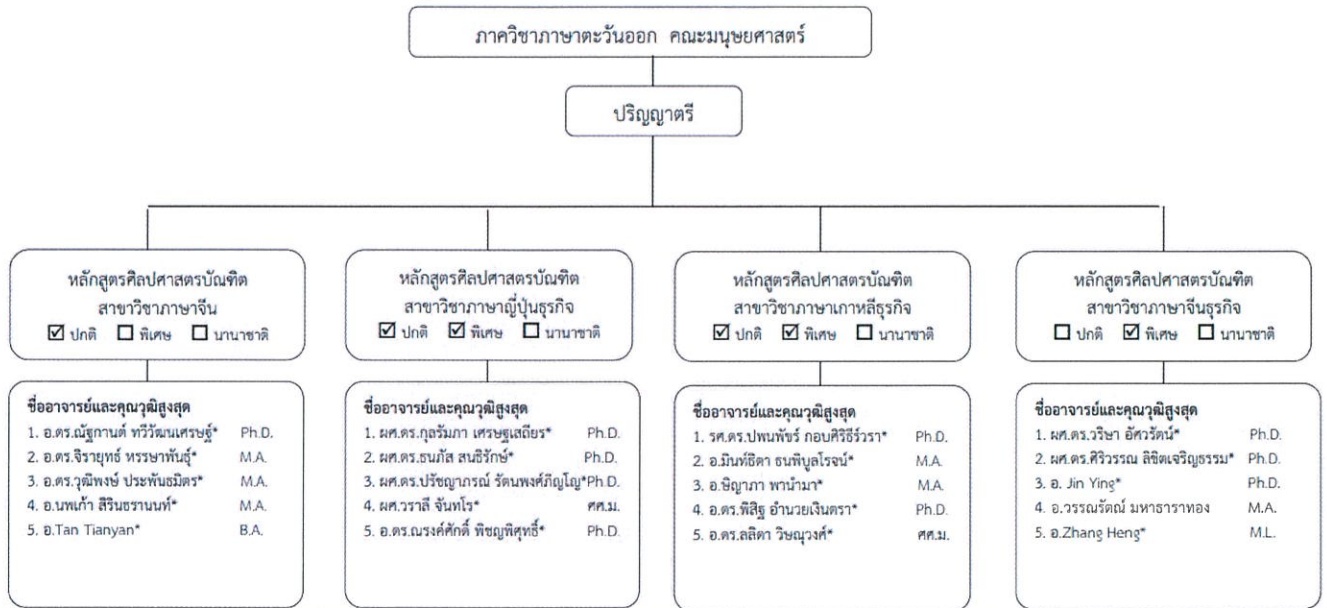 ภาควิชาภาษาตะวันออก คณะมนุษยศาสตร์
ปริญญาตรี
หลักสูตรศิลปศาสตรบัณฑิต
สาขาวิชาภาษาจีน
☑ ปกติ ☐ พิเศษ ☐ นานาชาติ
ชื่ออาจารย์และคุณวุฒิสูงสุด
1. อ.ดร.ณัฐกานต์ ทวีวัฒนเศรษฐ์* Ph.D.
2. อ.ดร.จิรายุทธ์ หรรษาพันธุ์* M.A.
3. อ.ดร.วุฒิพงษ์ ประพันธมิตร* M.A.
4. อ.นพเก้า สิรินธรานนท์* M.A.
5. อ.Tan Tianyan* B.A.
หลักสูตรศิลปศาสตรบัณฑิต
สาขาวิชาภาษาญี่ปุ่นธุรกิจ
☑ ปกติ ☑ พิเศษ ☐ นานาชาติ
ชื่ออาจารย์และคุณวุฒิสูงสุด
1. ผศ.ดร.กุลรัมภา เศรษฐเสถียร* Ph.D.
2. ผศ.ดร.ธนภัส สนธิรักษ์* Ph.D.
3. ผศ.ดร.ปรัชญาภรณ์ รัตนพงศ์ภิญโญ*Ph.D.
4. ผศ.วราลี จันทโร* ศศ.ม.
5. อ.ดร.ณรงค์ศักดิ์ พิชญพิศุทธิ์* Ph.D.
หลักสูตรศิลปศาสตรบัณฑิต
สาขาวิชาภาษาเกาหลีธุรกิจ
☑ ปกติ ☑ พิเศษ ☐ นานาชาติ
ชื่ออาจารย์และคุณวุฒิสูงสุด
1. รศ.ดร.ปพนพัชร์ กอบศิริธีร์วรา* Ph.D.
2. อ.มินท์ธิตา ธนพิบูลโรจน์* M.A.
3. อ.ษิญาภา พานำมา* M.A.
4. อ.ดร.พิสิฐ อำนวยเงินตรา* Ph.D.
5. อ.ดร.ลลิตา วิษณุวงศ์* ศศ.ม.
หลักสูตรศิลปศาสตรบัณฑิต
สาขาวิชาภาษาจีนธุรกิจ
☐ ปกติ ☑ พิเศษ ☐ นานาชาติ
ชื่ออาจารย์และคุณวุฒิสูงสุด
1. ผศ.ดร.วริษา อัศวรัตน์* Ph.D.
2. ผศ.ดร.ศิริวรรณ ลิขิตเจริญธรรม* Ph.D.
3. อ. Jin Ying* Ph.D.
4. อ.วรรณรัตณ์ มหาธาราทอง M.A.
5. อ.Zhang Heng* M.L.